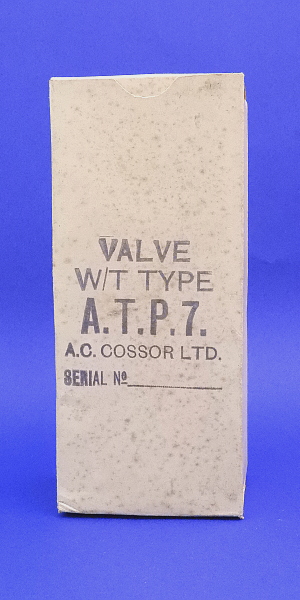 VALVE
W/T TYPE
A.T.P.7.
A.C. COSSOR LTD.
SERIAL Nº